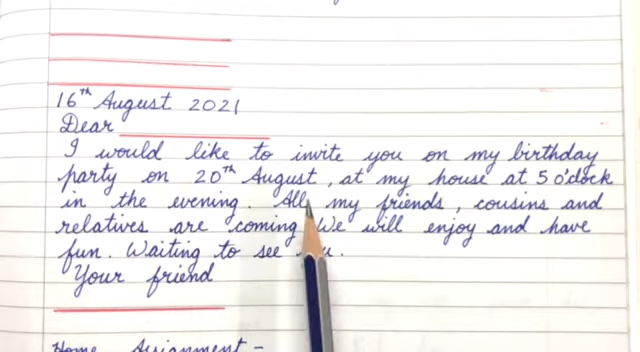 16th August 2021
Dear
I would like to invite you on my birthday
party on 20th August, at my house at 5 o'clock
in the evening. All my friends, cousins and
relatives are coming We will enjoy and have
fun. Waiting to see
Your friend
Home Assignment -